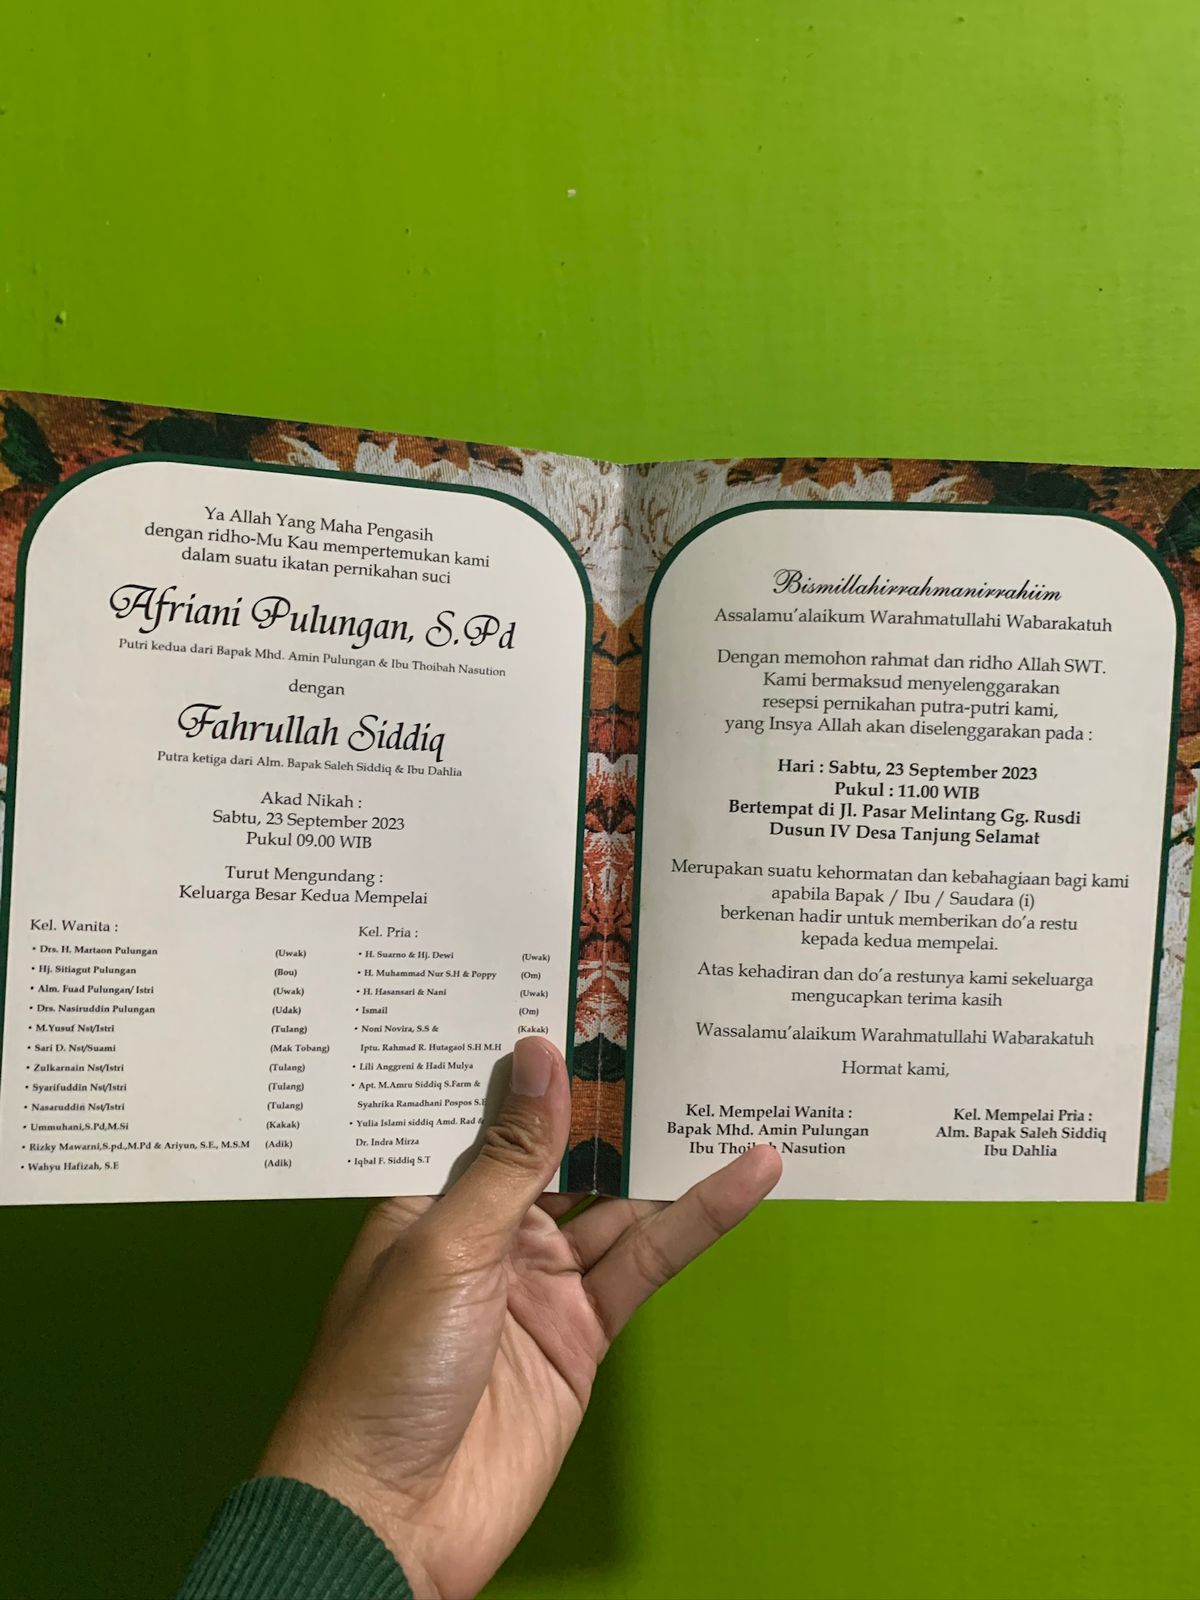 Ya Allah Yang Maha Pengasih
dengan ridho-Mu Kau mempertemukan kami
dalam suatu ikatan pernikahan suci
Afriani Pulungan, S.Pd
Putri kedua dari Bapak Mhd. Amin Pulungan & Ibu Thoibah Nasution
dengan
Fahrullah Siddiq
Putra ketiga dari Alm. Bapak Saleh Siddiq & Ibu Dahlia
Akad Nikah :
Sabtu, 23 September 2023
Pukul 09.00 WIB
Turut Mengundang :
Keluarga Besar Kedua Mempelai
Kel. Wanita :
• Drs. H. Martaon Pulungan (Uwak)
• Hj. Sitiagut Pulungan (Bou)
• Alm. Fuad Pulungan/ Istri (Uwak)
• Drs. Nasiruddin Pulungan (Udak)
• M.Yusuf Nst/Istri (Tulang)
• Sari D. Nst/Suami (Mak Tobang)
• Zulkarnain Nst/Istri (Tulang)
• Syarifuddin Nst/Istri (Tulang)
• Nasaruddin Nst/Istri (Tulang)
• Ummuhani,S.Pd,M.Si (Kakak)
• Rizky Mawarni,S.pd.,M.Pd & Ariyun, S.E., M.S.M (Adik)
• Wahyu Hafizah, S.E (Adik)
Kel. Pria :
• H. Suarno & Hj. Dewi (Uwak)
• H. Muhammad Nur S.H & Poppy (Om)
• H. Hasansari & Nani (Uwak)
• Ismail (Om)
• Noni Novira, S.S & (Kakak)
Iptu. Rahmad R. Hutagaol S.H M.H
• Lili Anggreni & Hadi Mulya
• Apt. M.Amru Siddiq S.Farm &
Syahrika Ramadhani Pospos
• Yulia Islami siddiq Amd. Rad &
Dr. Indra Mirza
• Iqbal F. Siddiq S.T
Bismillahirrahmanirrahiim
Assalamu'alaikum Warahmatullahi Wabarakatuh
Dengan memohon rahmat dan ridho Allah SWT.
Kami bermaksud menyelenggarakan
resepsi pernikahan putra-putri kami,
yang Insya Allah akan diselenggarakan pada :
Hari : Sabtu, 23 September 2023
Pukul : 11.00 WIB
Bertempat di Jl. Pasar Melintang Gg. Rusdi
Dusun IV Desa Tanjung Selamat
Merupakan suatu kehormatan dan kebahagiaan bagi kami
apabila Bapak / Ibu / Saudara (i)
berkenan hadir untuk memberikan do'a restu
kepada kedua mempelai.
Atas kehadiran dan do'a restunya kami sekeluarga
mengucapkan terima kasih
Wassalamu'alaikum Warahmatullahi Wabarakatuh
Hormat kami,
Kel. Mempelai Wanita :
Bapak Mhd. Amin Pulungan
Ibu Thoibah Nasution
Kel. Mempelai Pria :
Alm. Bapak Saleh Siddiq
Ibu Dahlia